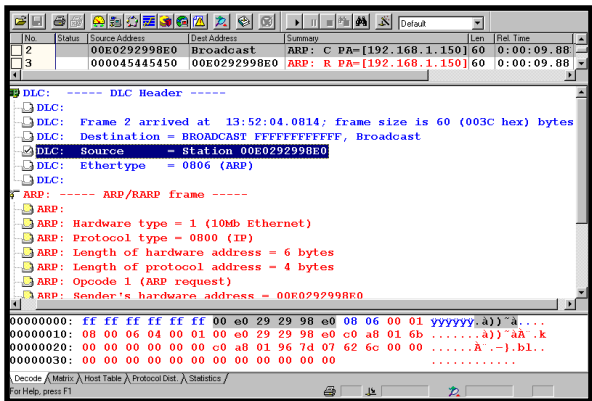 Default
No. Status Source Address Dest Address Summary Len Rel. Time
2 00E0292998E0 Broadcast ARP: C PA=[192.168.1.150] 60 0:00:09.88
3 000045445450 00E0292998E0 ARP: R PA=[192.168.1.150] 60 0:00:09.88
DLC: ----- DLC Header -----
DLC:
DLC: Frame 2 arrived at 13:52:04.0814; frame size is 60 (003C hex) bytes
DLC: Destination = BROADCAST FFFFFFFFFFFF, Broadcast
DLC: Source = Station 00E0292998E0
DLC: Ethertype = 0806 (ARP)
DLC:
ARP: ----- ARP/RARP frame -----
ARP:
ARP: Hardware type = 1 (10Mb Ethernet)
ARP: Protocol type = 0800 (IP)
ARP: Length of hardware address = 6 bytes
ARP: Length of protocol address = 4 bytes
ARP: Opcode 1 (ARP request)
ARP: Sender's hardware address = 00E0292998E0
00000000: ff ff ff ff ff ff 00 e0 29 29 98 e0 08 06 00 01 ÿÿÿÿÿÿ.à))˜à....
00000010: 08 00 06 04 00 01 00 e0 29 29 98 e0 c0 a8 01 6b .......à))˜àÀ¨.k
00000020: 00 00 00 00 00 00 c0 a8 01 96 7d 07 62 6c 00 00 ......À¨.–}.bl..
00000030: 00 00 00 00 00 00 00 00 00 00 00 00 ............
Decode Matrix Host Table Protocol Dist. Statistics
For Help, press F1